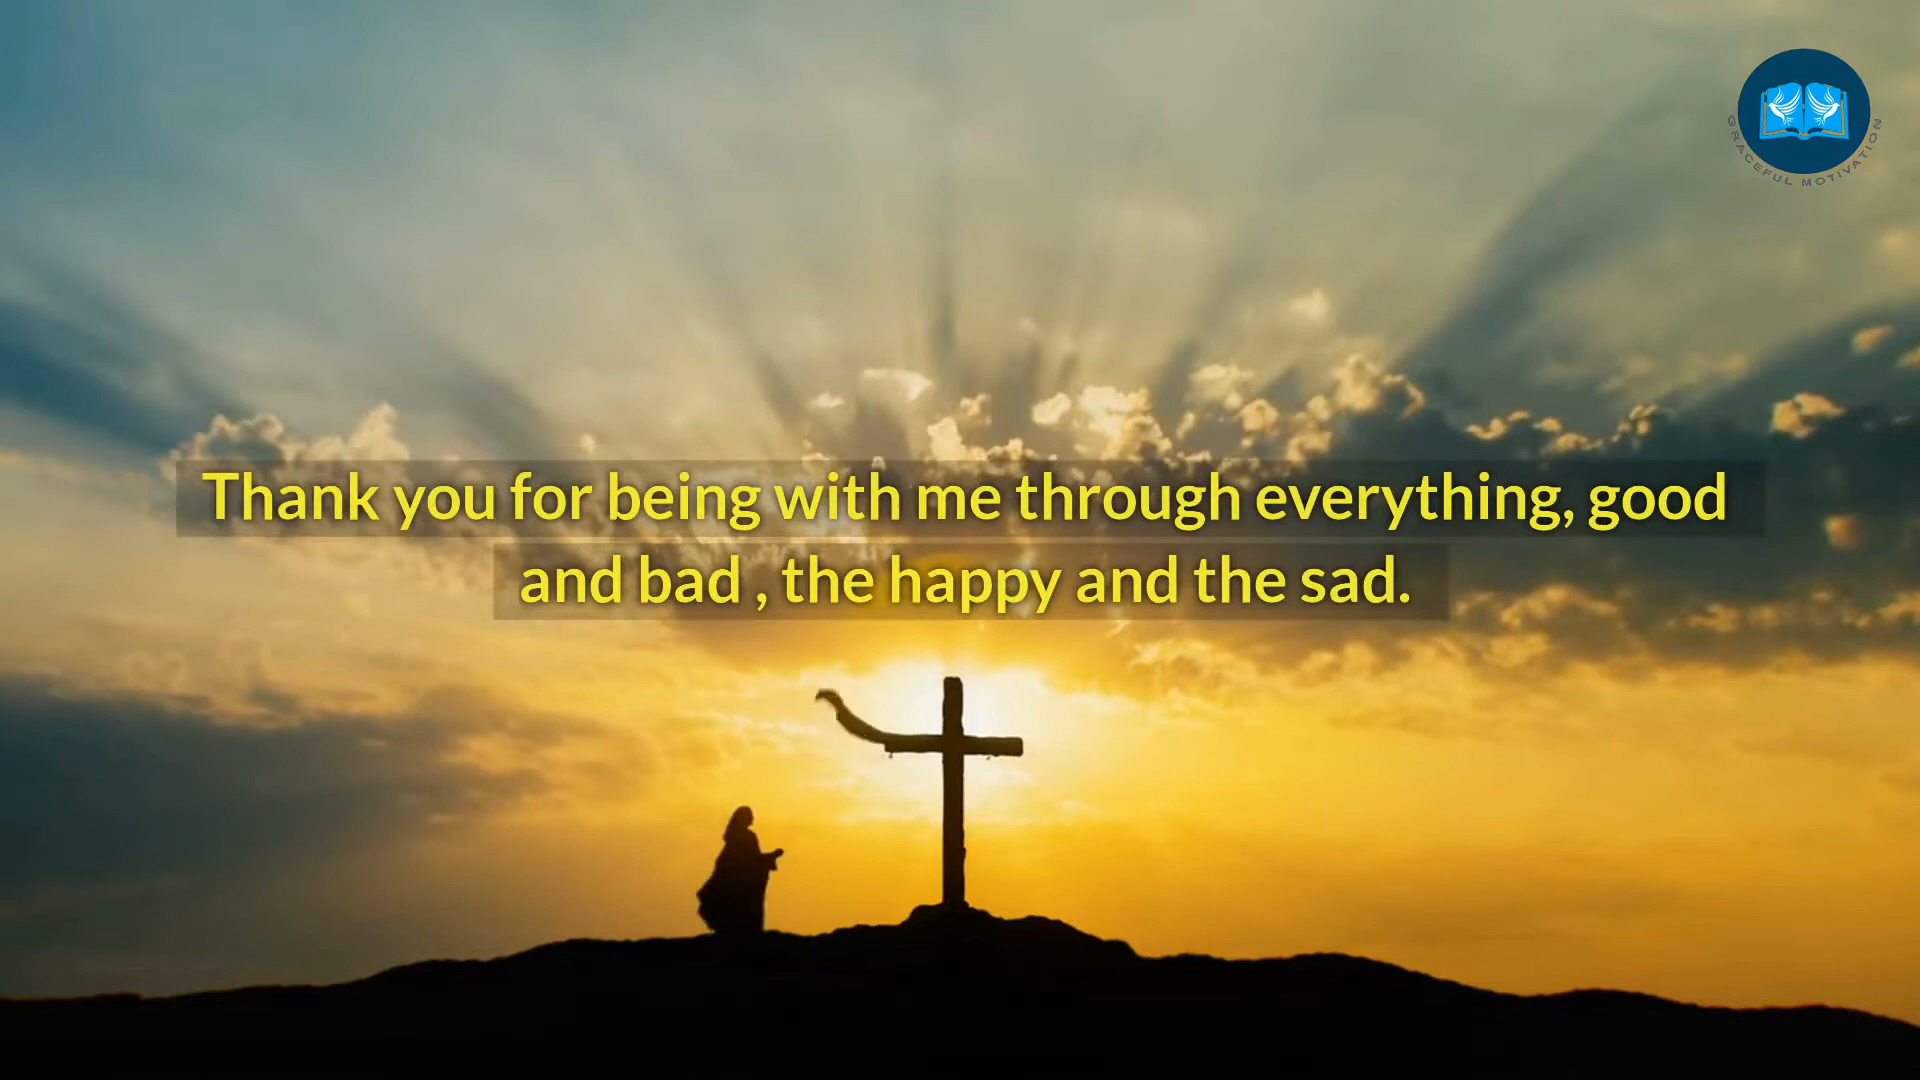 GRACEFUL MOTIVATION
Thank you for being with me through everything, good
and bad , the happy and the sad.